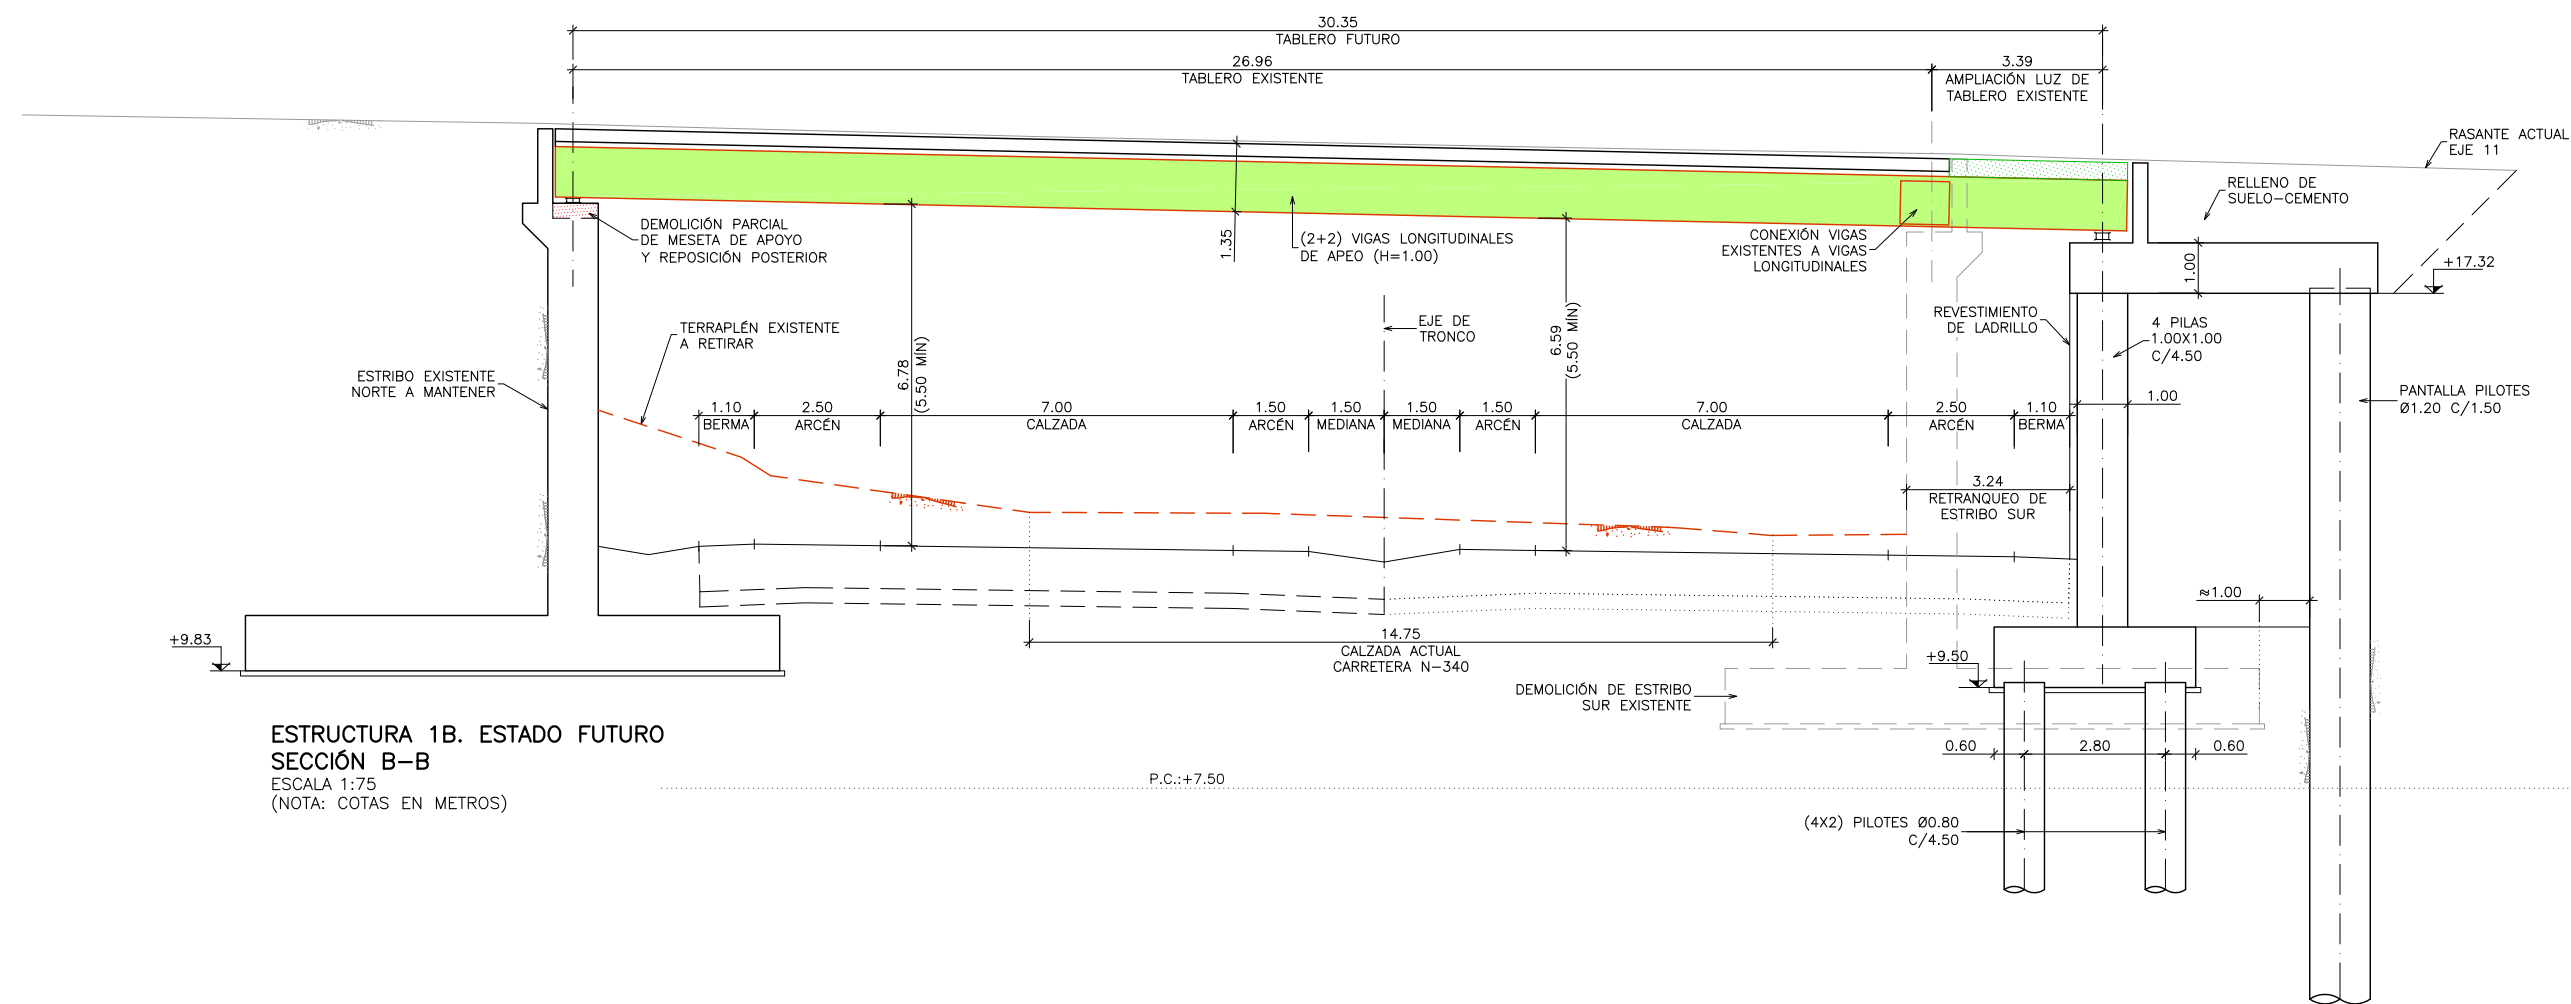 30.35
TABLERO FUTURO
26.96
TABLERO EXISTENTE
3.39
AMPLIACIÓN LUZ DE
TABLERO EXISTENTE
RASANTE ACTUAL
EJE 11
RELLENO DE
SUELO-CEMENTO
DEMOLICIÓN PARCIAL
DE MESETA DE APOYO
Y REPOSICIÓN POSTERIOR
1.35
(2+2) VIGAS LONGITUDINALES
DE APEO (H=1.00)
CONEXIÓN VIGAS
EXISTENTES A VIGAS
LONGITUDINALES
1.00
+17.32
TERRAPLÉN EXISTENTE
A RETIRAR
EJE DE
TRONCO
6.78
(5.50 MÍN)
6.59
(5.50 MÍN)
REVESTIMIENTO
DE LADRILLO
4 PILAS
1.00X1.00
C/4.50
ESTRIBO EXISTENTE
NORTE A MANTENER
PANTALLA PILOTES
Ø1.20 C/1.50
1.10
BERMA
2.50
ARCÉN
7.00
CALZADA
1.50
ARCÉN
1.50
MEDIANA
1.50
MEDIANA
1.50
ARCÉN
7.00
CALZADA
2.50
ARCÉN
1.10
BERMA
1.00
3.24
RETRANQUEO DE
ESTRIBO SUR
≈1.00
+9.83
14.75
CALZADA ACTUAL
CARRETERA N-340
+9.50
DEMOLICIÓN DE ESTRIBO
SUR EXISTENTE
0.60
2.80
0.60
ESTRUCTURA 1B. ESTADO FUTURO
SECCIÓN B-B
ESCALA 1:75
(NOTA: COTAS EN METROS)
P.C.:+7.50
(4X2) PILOTES Ø0.80
C/4.50